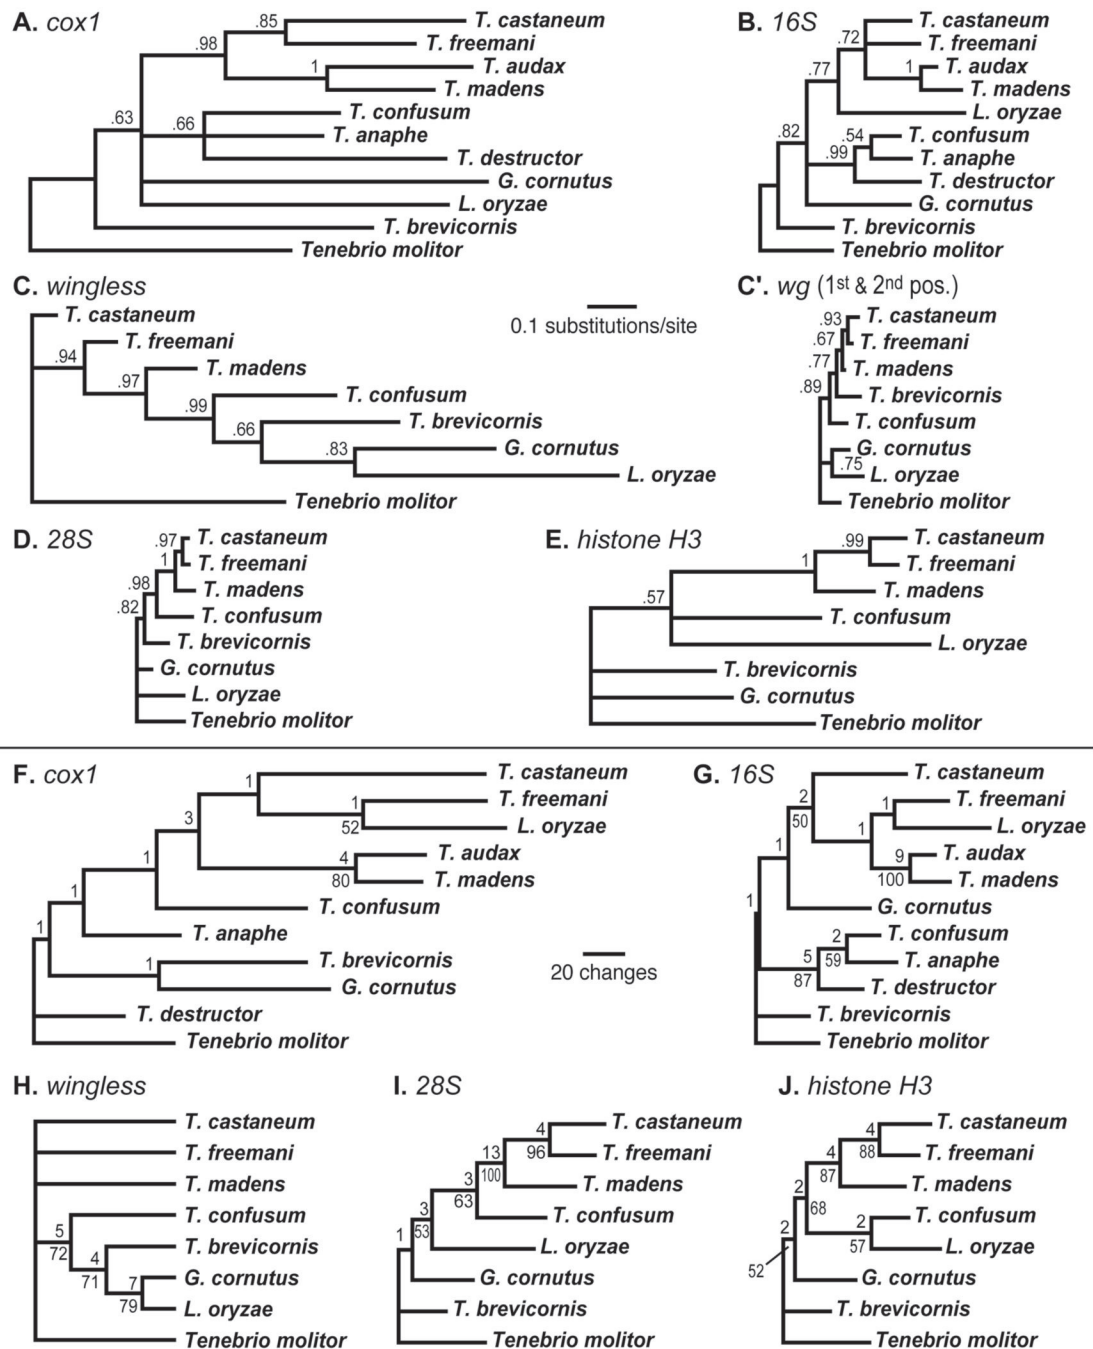 A. cox1
.85
T. castaneum
.98
T. freemani
1
T. audax
T. madens
.63
.66
T. confusum
T. anaphe
T. destructor
G. cornutus
L. oryzae
T. brevicornis
Tenebrio molitor
B. 16S
T. castaneum
.72
T. freemani
.77
1
T. audax
T. madens
L. oryzae
.82
.54
T. confusum
.99
T. anaphe
T. destructor
G. cornutus
T. brevicornis
Tenebrio molitor
C. wingless
T. castaneum
.94
T. freemani
.97
T. madens
.99
T. confusum
.66
T. brevicornis
.83
G. cornutus
L. oryzae
Tenebrio molitor
0.1 substitutions/site
C'. wg (1st & 2nd pos.)
.93
T. castaneum
.67
T. freemani
.77
T. madens
.89
T. brevicornis
T. confusum
G. cornutus
.75
L. oryzae
Tenebrio molitor
D. 28S
.97
T. castaneum
1
T. freemani
.98
T. madens
.82
T. confusum
T. brevicornis
G. cornutus
L. oryzae
Tenebrio molitor
E. histone H3
.99
T. castaneum
1
T. freemani
T. madens
.57
T. confusum
L. oryzae
T. brevicornis
G. cornutus
Tenebrio molitor
F. cox1
1
T. castaneum
1
T. freemani
52
L. oryzae
3
4
T. audax
80
T. madens
1
T. confusum
1
T. anaphe
1
1
T. brevicornis
G. cornutus
T. destructor
Tenebrio molitor
20 changes
G. 16S
T. castaneum
2
50
1
T. freemani
L. oryzae
1
9
T. audax
100
T. madens
1
G. cornutus
1
2
T. confusum
5
59
T. anaphe
87
T. destructor
T. brevicornis
Tenebrio molitor
H. wingless
T. castaneum
T. freemani
T. madens
5
T. confusum
72
4
T. brevicornis
71
7
G. cornutus
79
L. oryzae
Tenebrio molitor
I. 28S
4
T. castaneum
96
T. freemani
13
100
T. madens
3
63
T. confusum
3
53
L. oryzae
1
G. cornutus
T. brevicornis
Tenebrio molitor
J. histone H3
4
T. castaneum
88
T. freemani
4
87
T. madens
2
68
2
T. confusum
57
L. oryzae
2
52
G. cornutus
T. brevicornis
Tenebrio molitor